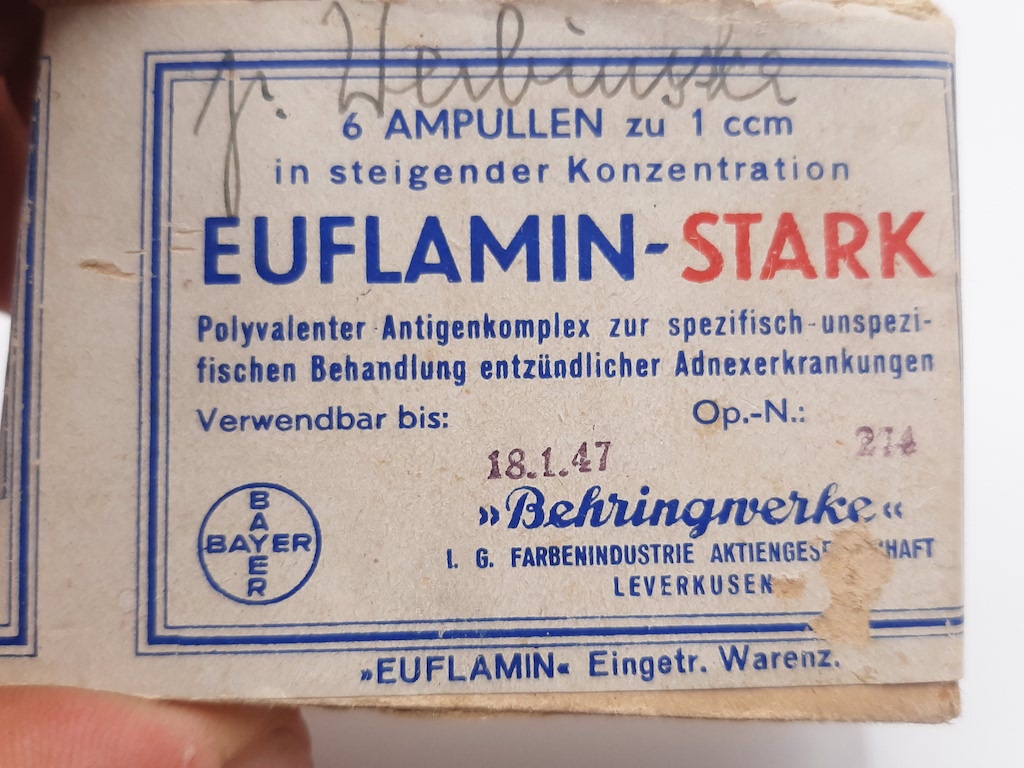 6 AMPULLEN zu 1 ccm
in steigender Konzentration
EUFLAMIN-STARK
Polyvalenter Antigenkomplex zur spezifisch-unspezi-
fischen Behandlung entzündlicher Adnexerkrankungen
Verwendbar bis: Op.-N.:
18.1.47 274
BAYER
BAYER
»Behringwerke«
I. G. FARBENINDUSTRIE
LEVERKUSEN
»EUFLAMIN« Eingetr. Warenz.